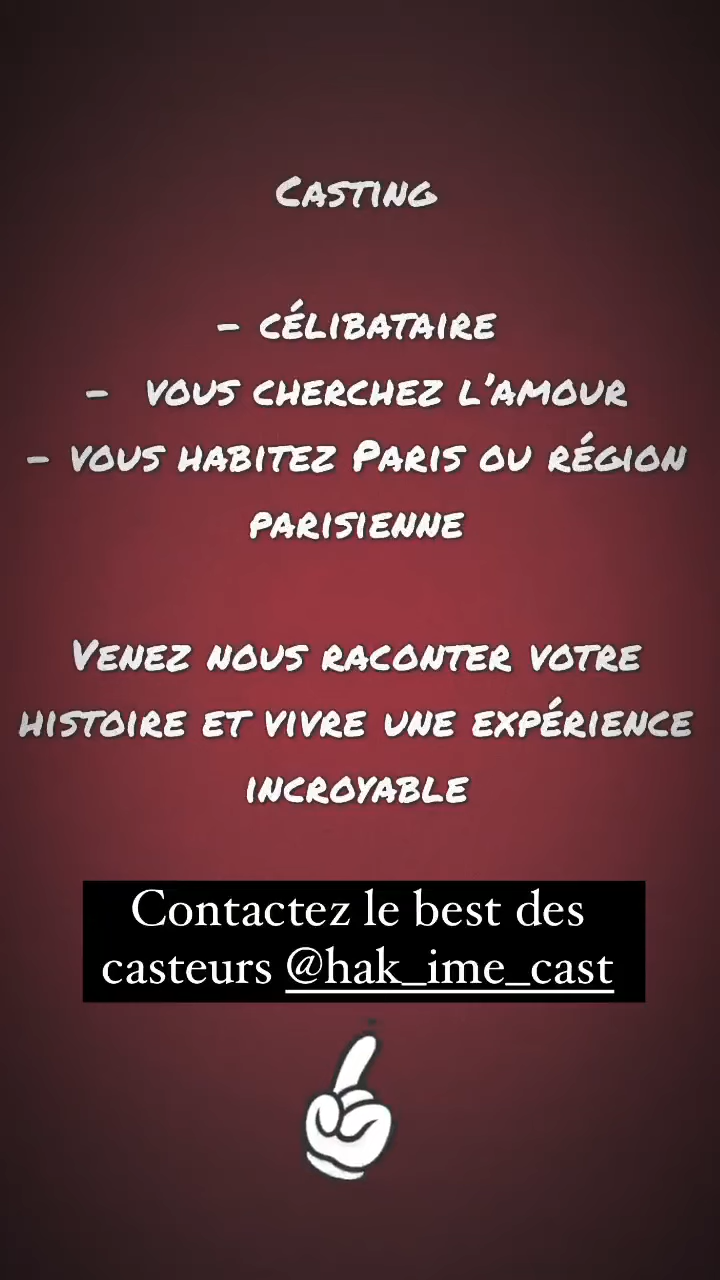 Casting
- célibataire
- vous cherchez l'amour
- vous habitez Paris ou région
parisienne
Venez nous raconter votre
histoire et vivre une expérience
incroyable
Contactez le best des
casteurs @hak_ime_cast